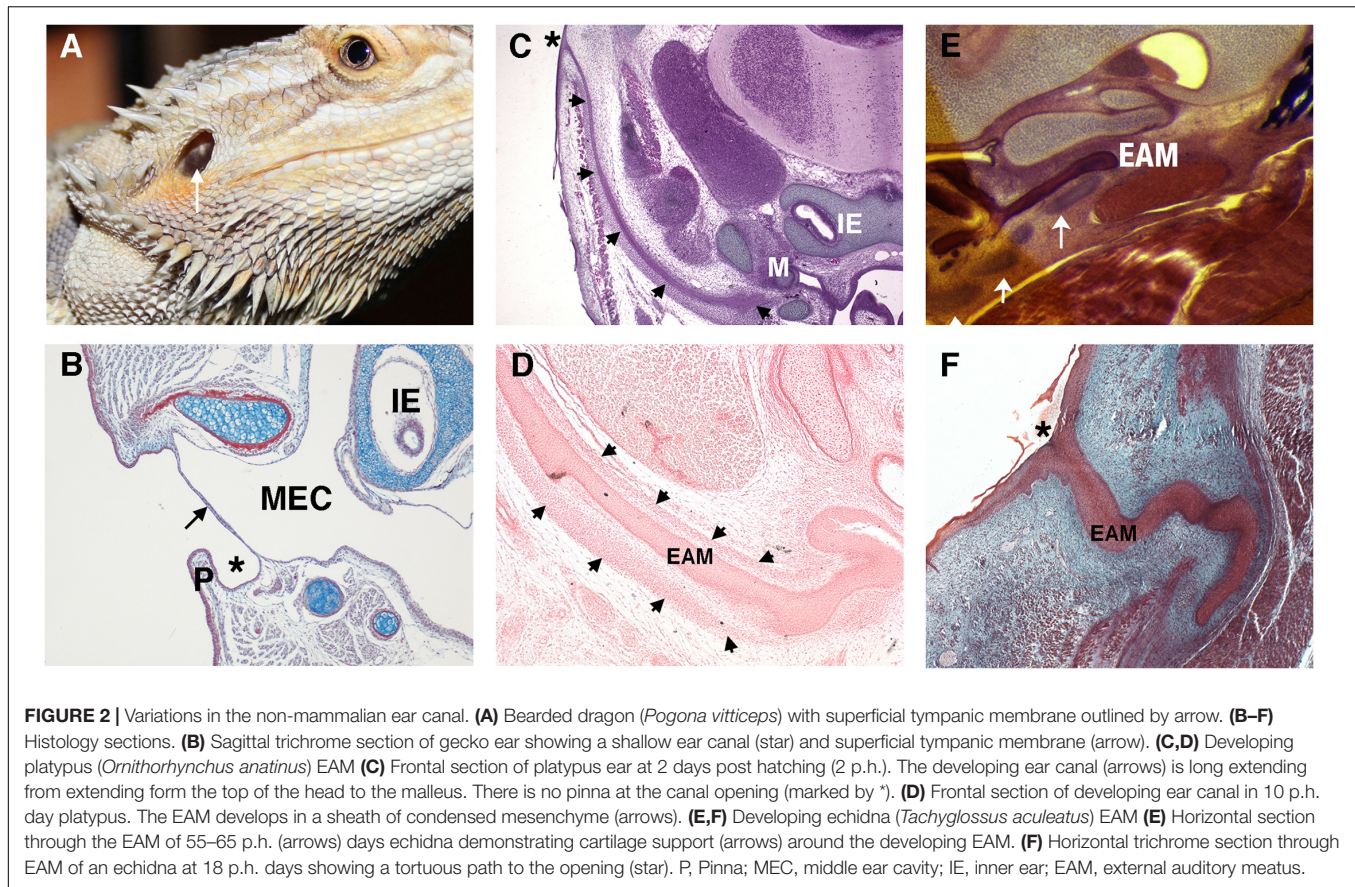 A
B
IE
MEC
P
*
C
*
IE
M
D
EAM
E
EAM
F
*
EAM
FIGURE 2 | Variations in the non-mammalian ear canal. (A) Bearded dragon (Pogona vitticeps) with superficial tympanic membrane outlined by arrow. (B–F)
Histology sections. (B) Sagittal trichrome section of gecko ear showing a shallow ear canal (star) and superficial tympanic membrane (arrow). (C,D) Developing
platypus (Ornithorhynchus anatinus) EAM (C) Frontal section of platypus ear at 2 days post hatching (2 p.h.). The developing ear canal (arrows) is long extending
from extending form the top of the head to the malleus. There is no pinna at the canal opening (marked by *). (D) Frontal section of developing ear canal in 10 p.h.
day platypus. The EAM develops in a sheath of condensed mesenchyme (arrows). (E,F) Developing echidna (Tachyglossus aculeatus) EAM (E) Horizontal section
through the EAM of 55–65 p.h. (arrows) days echidna demonstrating cartilage support (arrows) around the developing EAM. (F) Horizontal trichrome section through
EAM of an echidna at 18 p.h. days showing a tortuous path to the opening (star). P, Pinna; MEC, middle ear cavity; IE, inner ear; EAM, external auditory meatus.